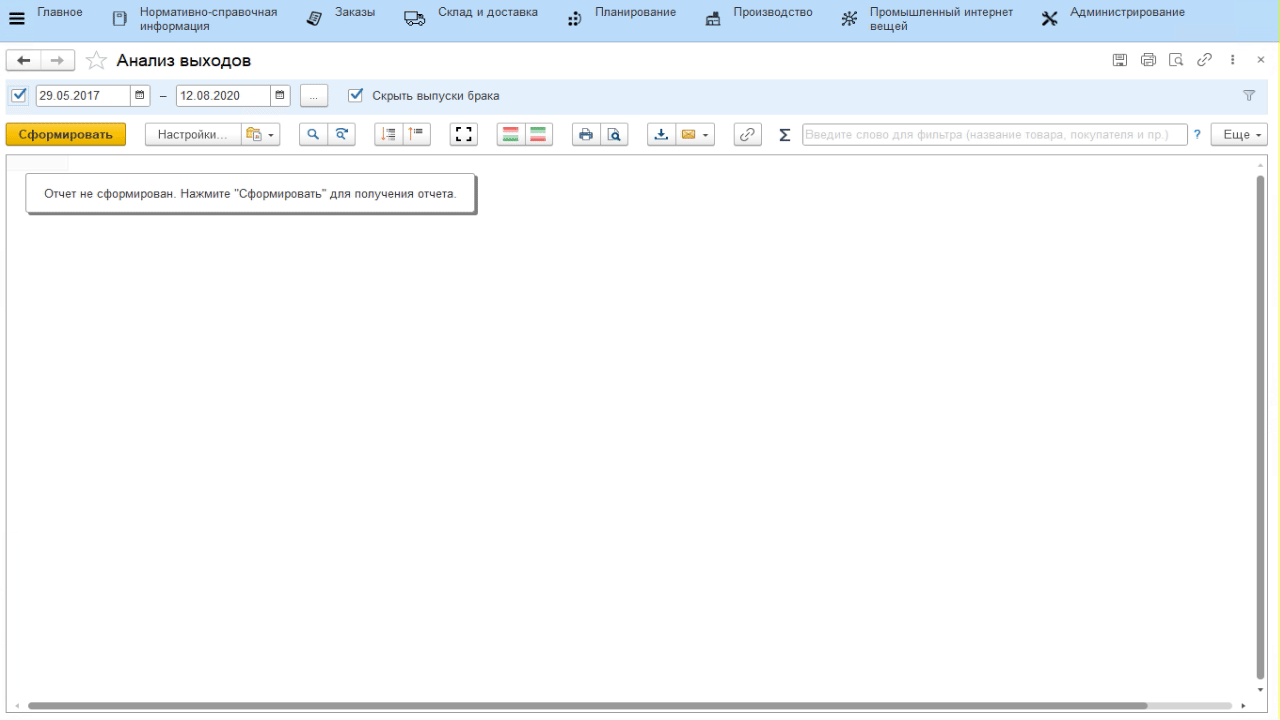 Главное
Нормативно-справочная
информация
Заказы
Склад и доставка
Планирование
Производство
Промышленный интернет
вещей
Администрирование
Анализ выходов
29.05.2017 – 12.08.2020 ... Скрыть выпуски брака
Сформировать Настройки... Σ Введите слово для фильтра (название товара, покупателя и пр.) ? Еще
Отчет не сформирован. Нажмите "Сформировать" для получения отчета.